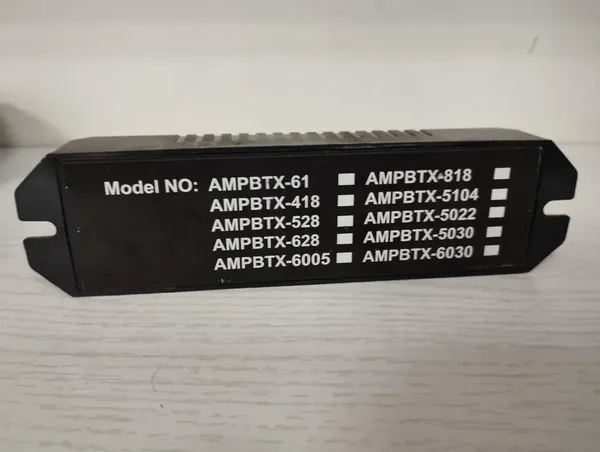 Model NO: AMPBTX-61 AMPBTX-818
AMPBTX-418 AMPBTX-5104
AMPBTX-528 AMPBTX-5022
AMPBTX-628 AMPBTX-5030
AMPBTX-6005 AMPBTX-6030